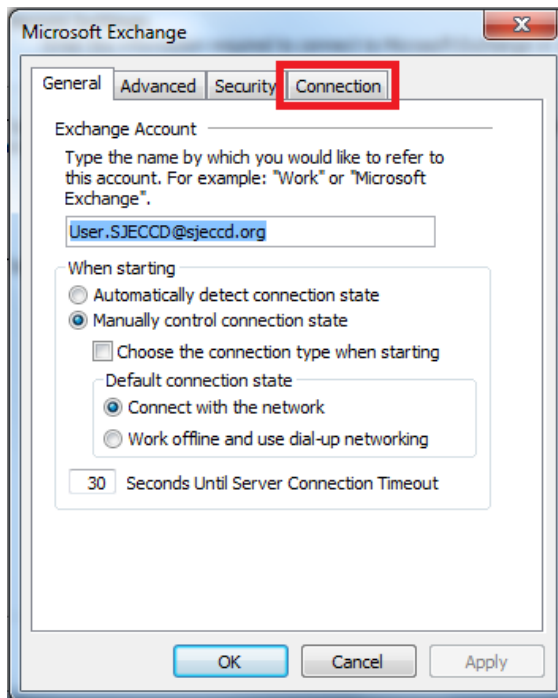 Microsoft Exchange
General Advanced Security Connection
Exchange Account
Type the name by which you would like to refer to
this account. For example: "Work" or "Microsoft
Exchange".
User.SJECCD@sjeccd.org
When starting
Automatically detect connection state
Manually control connection state
Choose the connection type when starting
Default connection state
Connect with the network
Work offline and use dial-up networking
30 Seconds Until Server Connection Timeout
OK Cancel Apply